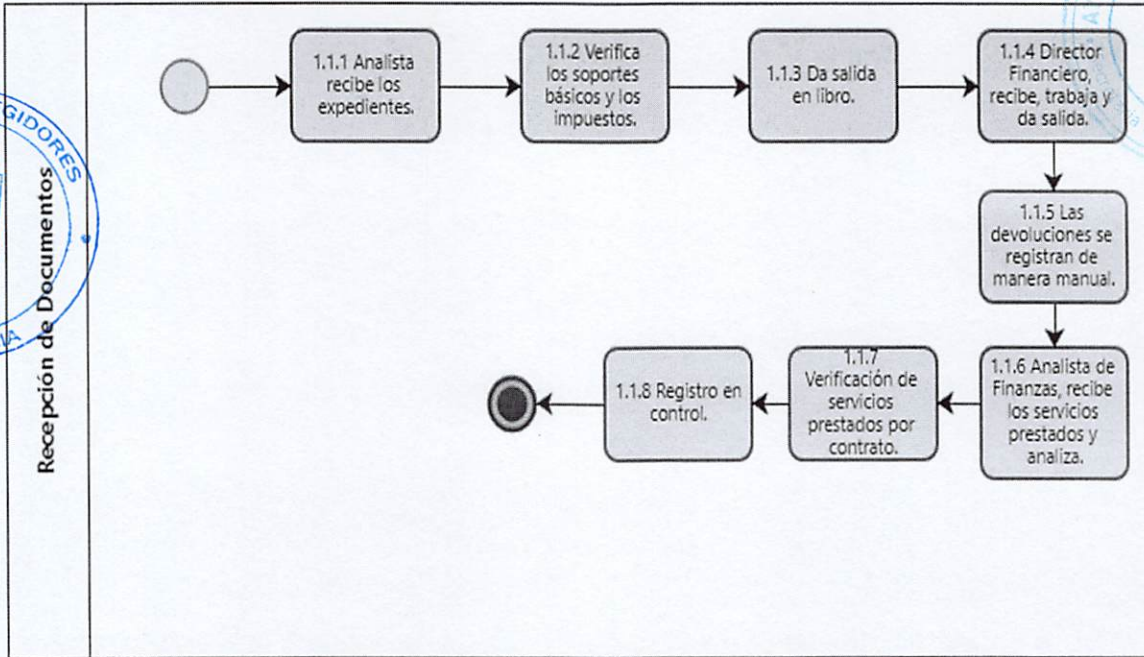 Recepción de Documentos
1.1.1 Analista
recibe los
expedientes.
1.1.2 Verifica
los soportes
básicos y los
impuestos.
1.1.3 Da salida
en libro.
1.1.4 Director
Financiero,
recibe, trabaja y
da salida.
1.1.5 Las
devoluciones se
registran de
manera manual.
1.1.6 Analista de
Finanzas, recibe
los servicios
prestados y
analiza.
1.1.7
Verificación de
servicios
prestados por
contrato.
1.1.8 Registro en
control.
GIDORES